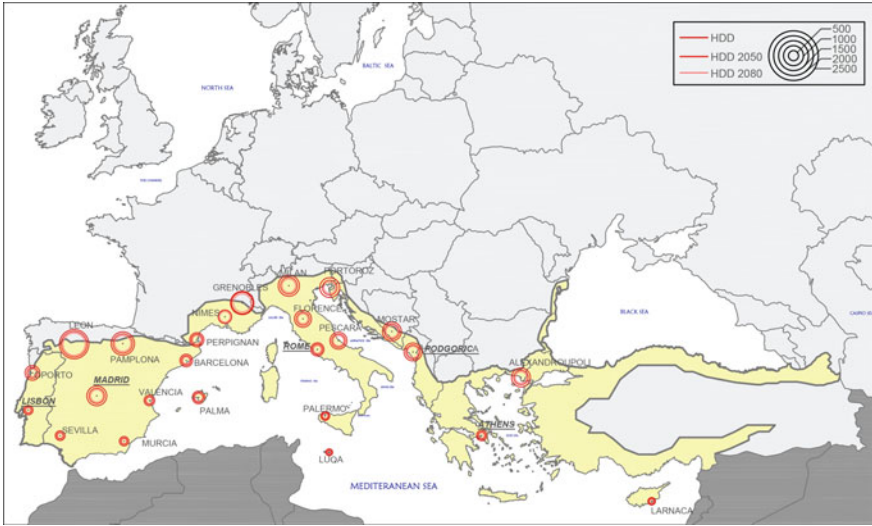 HDD
HDD 2050
HDD 2080
500
1000
1500
2000
2500
BALTIC SEA
NORTH SEA
GRENOBLES
MILAN
PORTOROZ
BLACK SEA
NIMES
FLORENCE
LEON
PESCARA
MOSTAR
PERPIGNAN
ROME
PODGORICA
PAMPLONA
BARCELONA
ALEXANDROUPOLI
OPORTO
MADRID
LISBON
VALENCIA
PALMA
PALERMO
ATHENS
SEVILLA
MURCIA
LUQA
MEDITERANEAN SEA
LARNACA